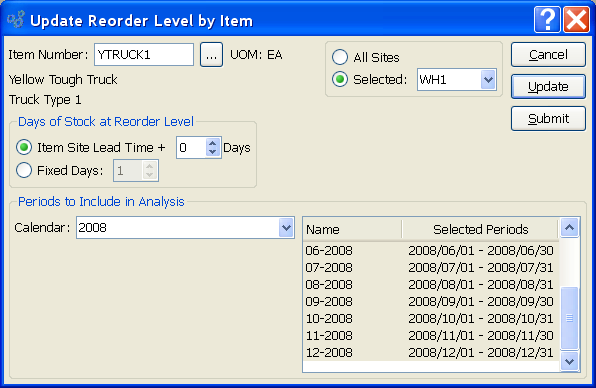 Update Reorder Level by Item
Item Number: YTRUCK1 ... UOM: EA
Yellow Tough Truck
Truck Type 1
All Sites
Selected: WH1
Cancel
Update
Submit
Days of Stock at Reorder Level
Item Site Lead Time + 0 Days
Fixed Days: 1
Periods to Include in Analysis
Calendar: 2008
Name Selected Periods
06-2008 2008/06/01 - 2008/06/30
07-2008 2008/07/01 - 2008/07/31
08-2008 2008/08/01 - 2008/08/31
09-2008 2008/09/01 - 2008/09/30
10-2008 2008/10/01 - 2008/10/31
11-2008 2008/11/01 - 2008/11/30
12-2008 2008/12/01 - 2008/12/31